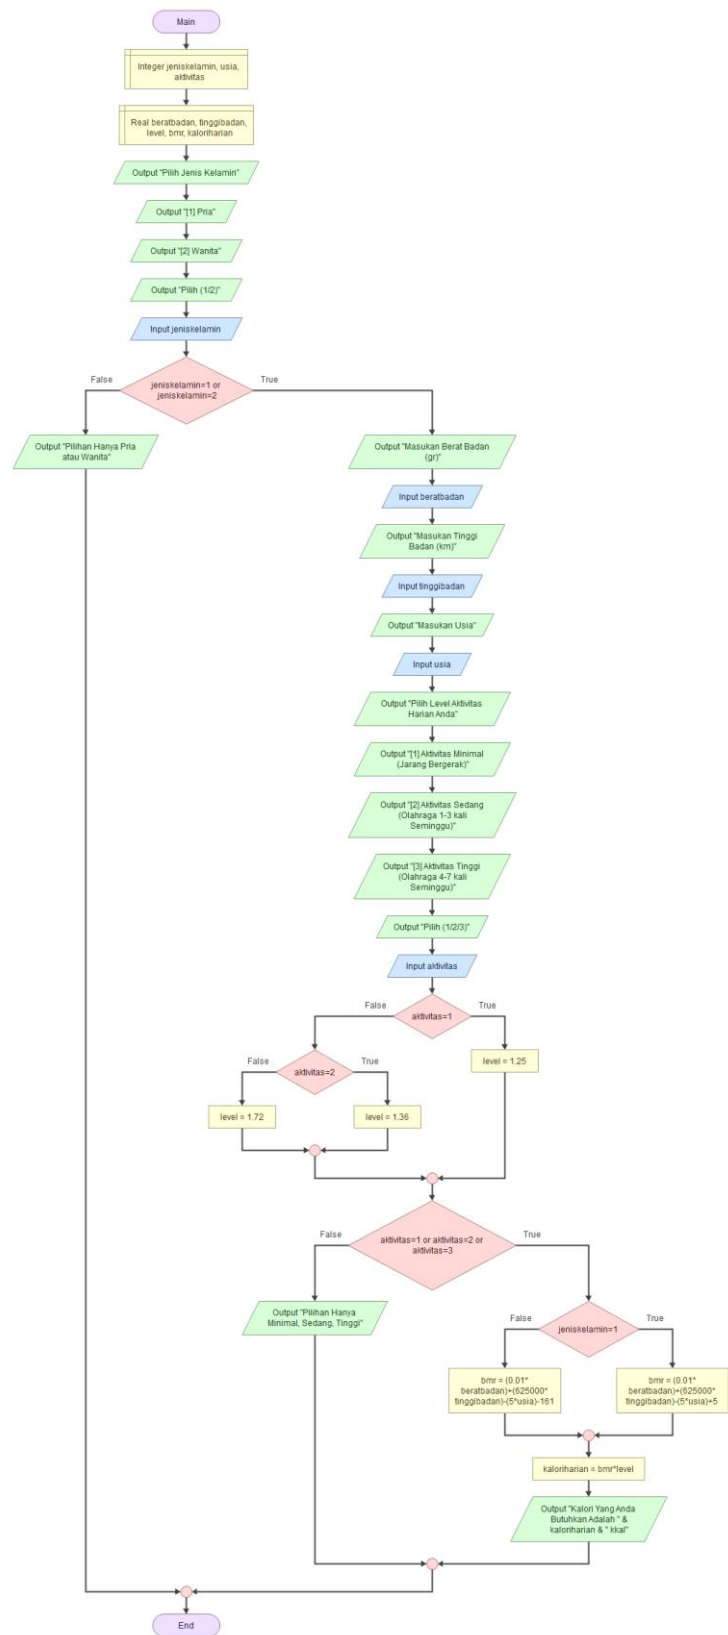 Main
Integer jeniskelamin, usia,
aktivitas
Real beratbadan, tinggibadan,
level, bmr, kaloriharian
Output "Pilih Jenis Kelamin"
Output "[1] Pria"
Output "[2] Wanita"
Output "Pilih (1/2)"
Input jeniskelamin
False
jeniskelamin=1 or
jeniskelamin=2
True
Output "Pilihan Hanya Pria
atau Wanita"
Output "Masukan Berat Badan
(gr)"
Input beratbadan
Output "Masukan Tinggi
Badan (km)"
Input tinggibadan
Output "Masukan Usia"
Input usia
Output "Pilih Level Aktivitas
Harian Anda"
Output "[1] Aktivitas Minimal
(Jarang Bergerak)"
Output "[2] Aktivitas Sedang
(Olahraga 1-3 kali
Seminggu)"
Output "[3] Aktivitas Tinggi
(Olahraga 4-7 kali
Seminggu)"
Output "Pilih (1/2/3)"
Input aktivitas
False
aktivitas=1
True
False
aktivitas=2
True
level = 1.25
level = 1.72
level = 1.36
False
aktivitas=1 or aktivitas=2 or
aktivitas=3
True
Output "Pilihan Hanya
Minimal, Sedang, Tinggi"
False
jeniskelamin=1
True
bmr = (0.01*
beratbadan)+(625000*
tinggibadan)-(5*usia)-161
bmr = (0.01*
beratbadan)+(625000*
tinggibadan)-(5*usia)+5
kaloriharian = bmr*level
Output "Kalori Yang Anda
Butuhkan Adalah " &
kaloriharian & " kkal"
End